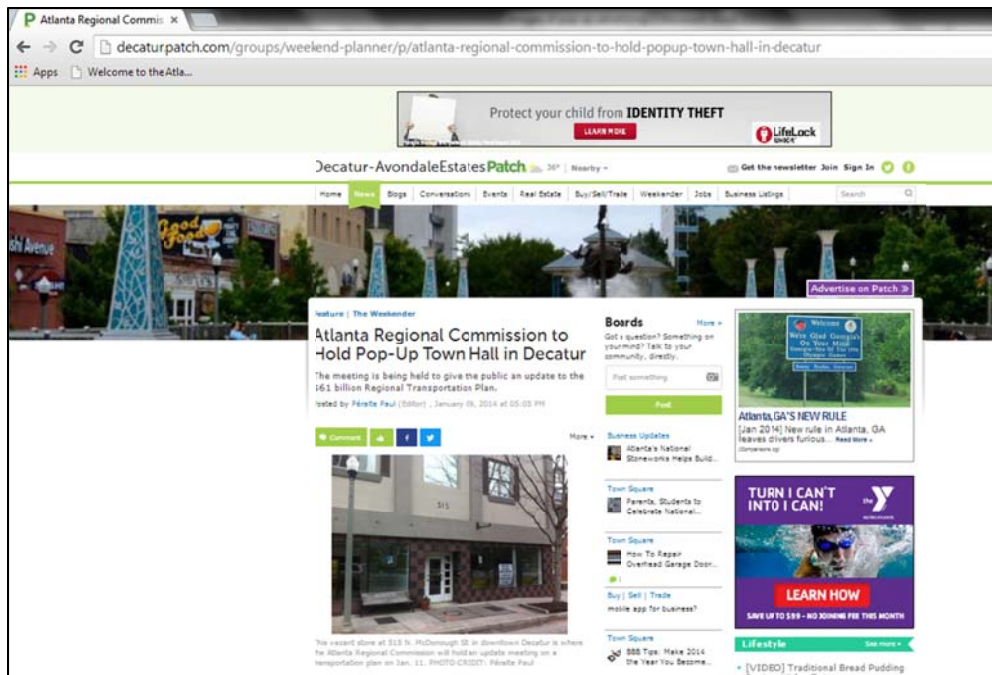 Atlanta Regional Commis ×
decaturpatch.com/groups/weekend-planner/p/atlanta-regional-commission-to-hold-popup-town-hall-in-decatur
Apps Welcome to the Atla...
Protect your child from IDENTITY THEFT
LEARN MORE
LifeLock
Decatur-AvondaleEstates Patch 36° Nearby
Get the newsletter Join Sign In
Home News Blogs Conversation Events Real Estate Buy/Sell/Trade Weekender Jobs Business Listings Search
shi Avenue
Good Food
Advertise on Patch »
Feature | The Weekender
Atlanta Regional Commission to
Hold Pop-Up Town Hall in Decatur
The meeting is being held to give the public an update to the
$61 billion Regional Transportation Plan.
Posted by Péralte Paul (Editor) , January 2014 at 05:05 PM
Comment
More
515
This vacant store at 515 N. McDonough St in downtown Decatur is where
the Atlanta Regional Commission will hold an update meeting on a
transportation plan on Jan. 11. PHOTO CREDIT: Péralte Paul
Boards More »
Got a question? Something on
your mind? Talk to your
community, directly.
Post something
Post
Business Updates
Atlanta's National
Stoneworks Helps Build...
Town Square
Parents, Students to
Celebrate National...
Town Square
How To Repair
Overhead Garage Door...
1
Buy | Sell | Trade
mobile app for business?
Town Square
BBB Tips: Make 2014
the Year You Become...
Welcome
We're Glad Georgia's
On Your Mind
Atlanta,GA'S NEW RULE
[Jan 2014] New rule in Atlanta, GA
leaves divers furious... Read More »
TURN I CAN'T
INTO I CAN!
the Y
LEARN HOW
SAVE UP TO $99 – NO JOINING FEE THIS MONTH
Lifestyle See more
[VIDEO] Traditional Bread Pudding